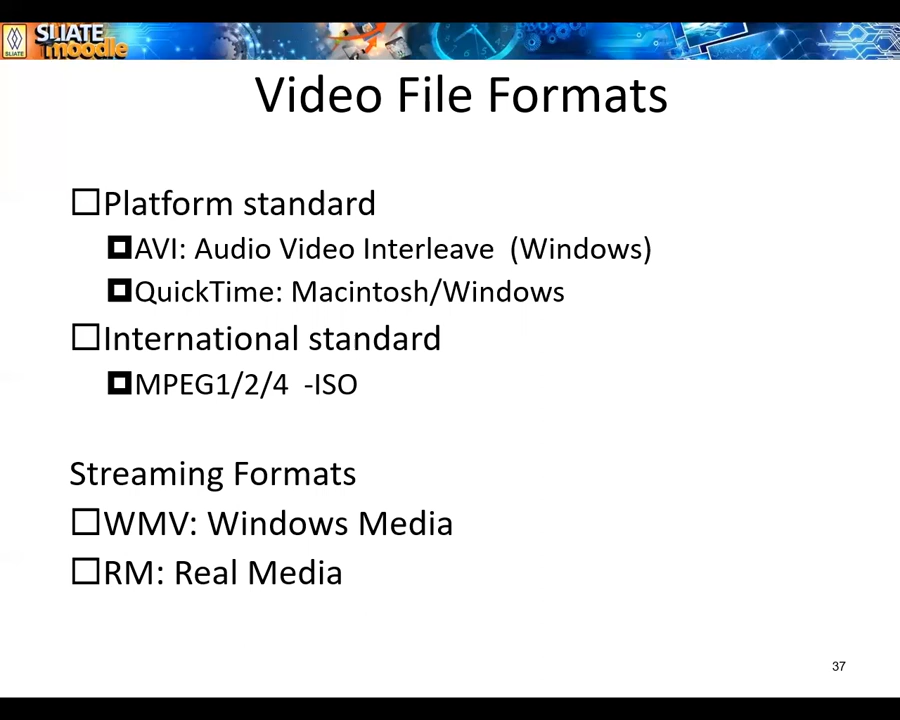 SLIATE
moodle
SLIATE
Video File Formats
Platform standard
AVI: Audio Video Interleave (Windows)
QuickTime: Macintosh/Windows
International standard
MPEG1/2/4 -ISO
Streaming Formats
WMV: Windows Media
RM: Real Media
37